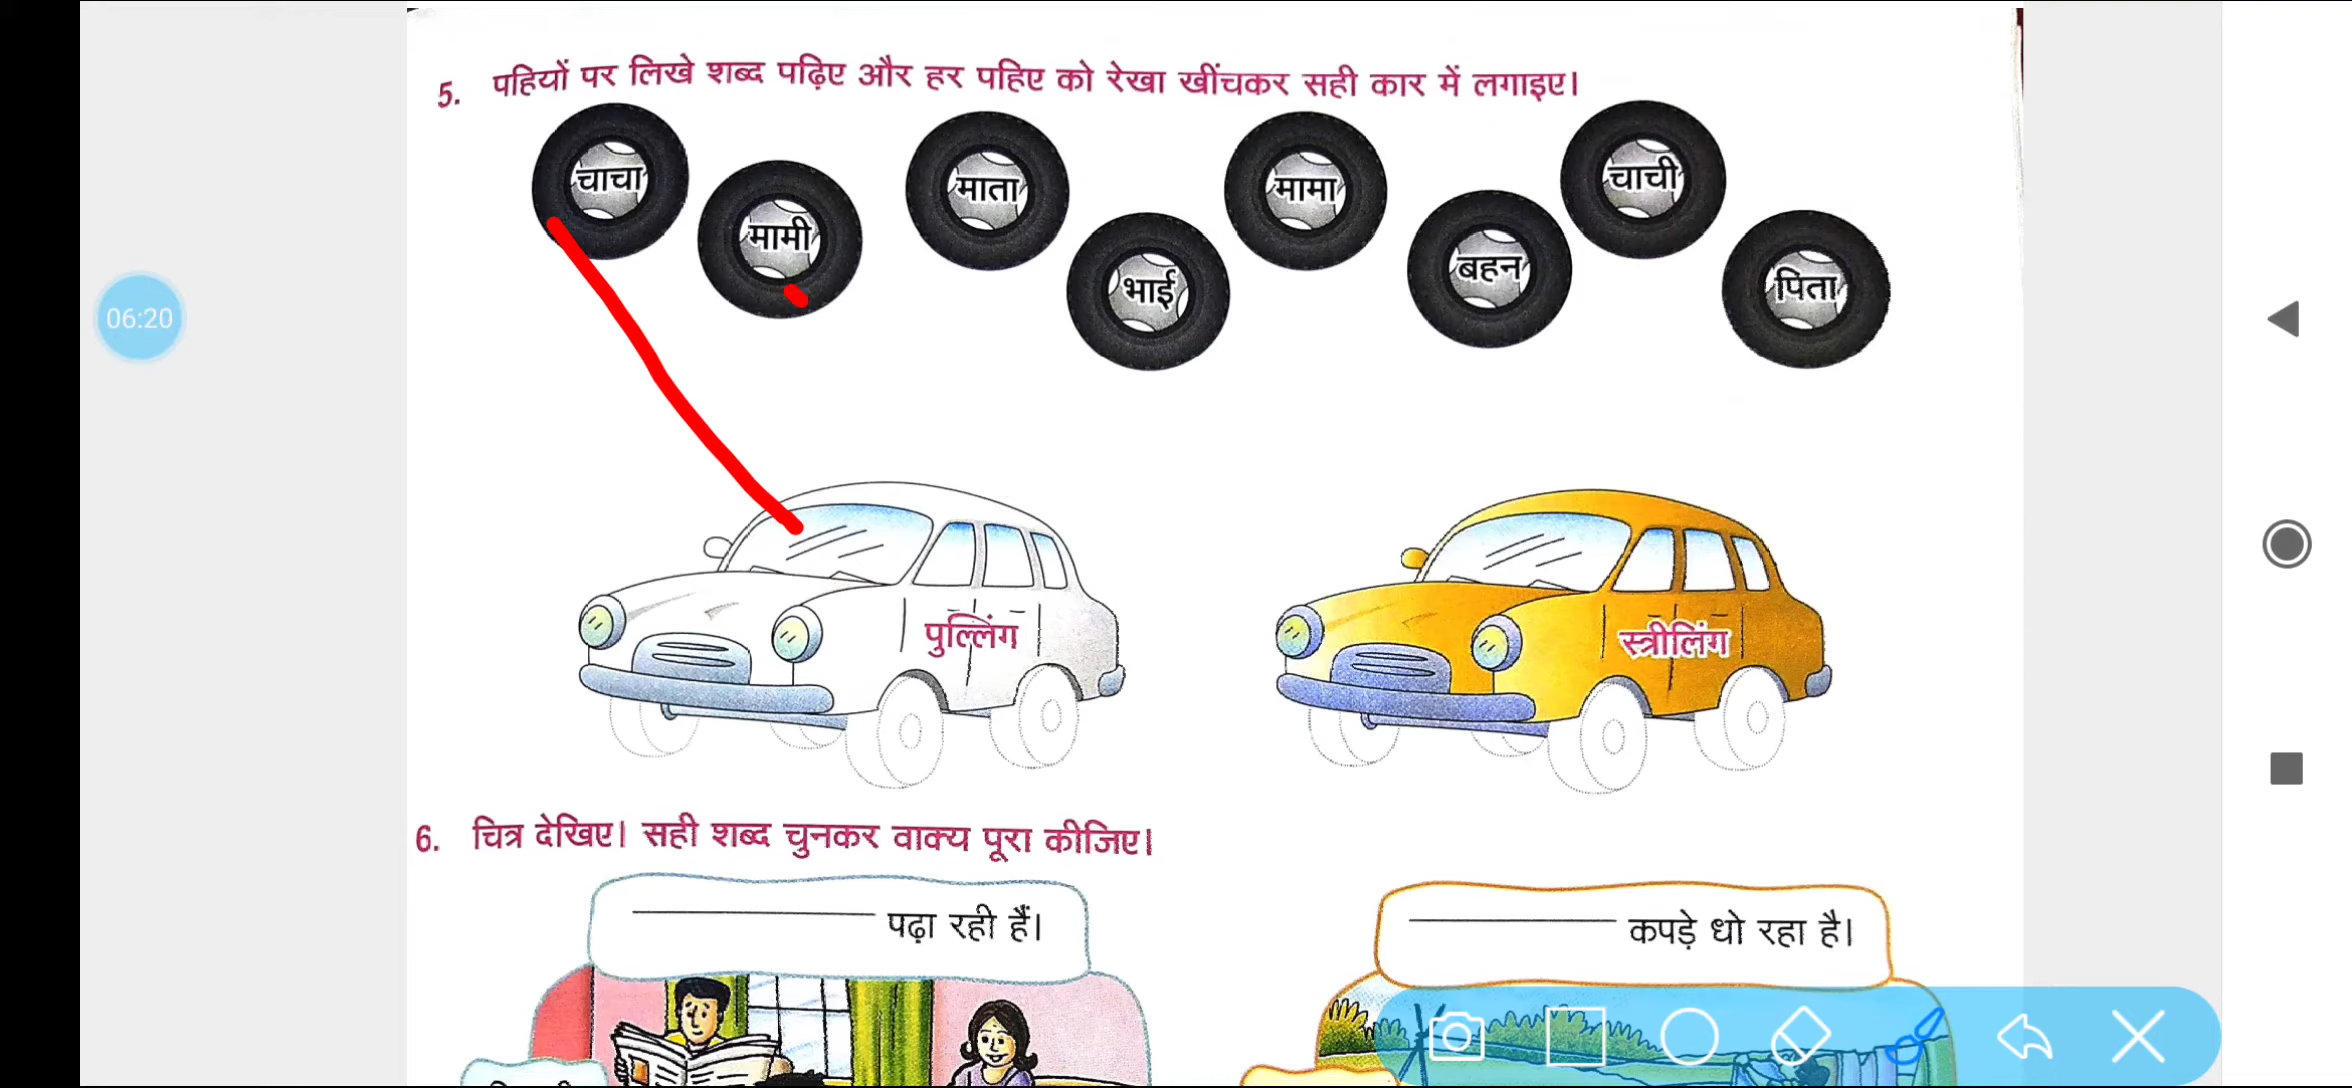 5. पहियों पर लिखे शब्द पढ़िए और हर पहिए को रेखा खींचकर सही कार में लगाइए।
चाचा
मामी
माता
भाई
मामा
बहन
चाची
पिता
06:20
पुल्लिंग
स्त्रीलिंग
6. चित्र देखिए। सही शब्द चुनकर वाक्य पूरा कीजिए।
पढ़ा रही हैं।
कपड़े धो रहा है।